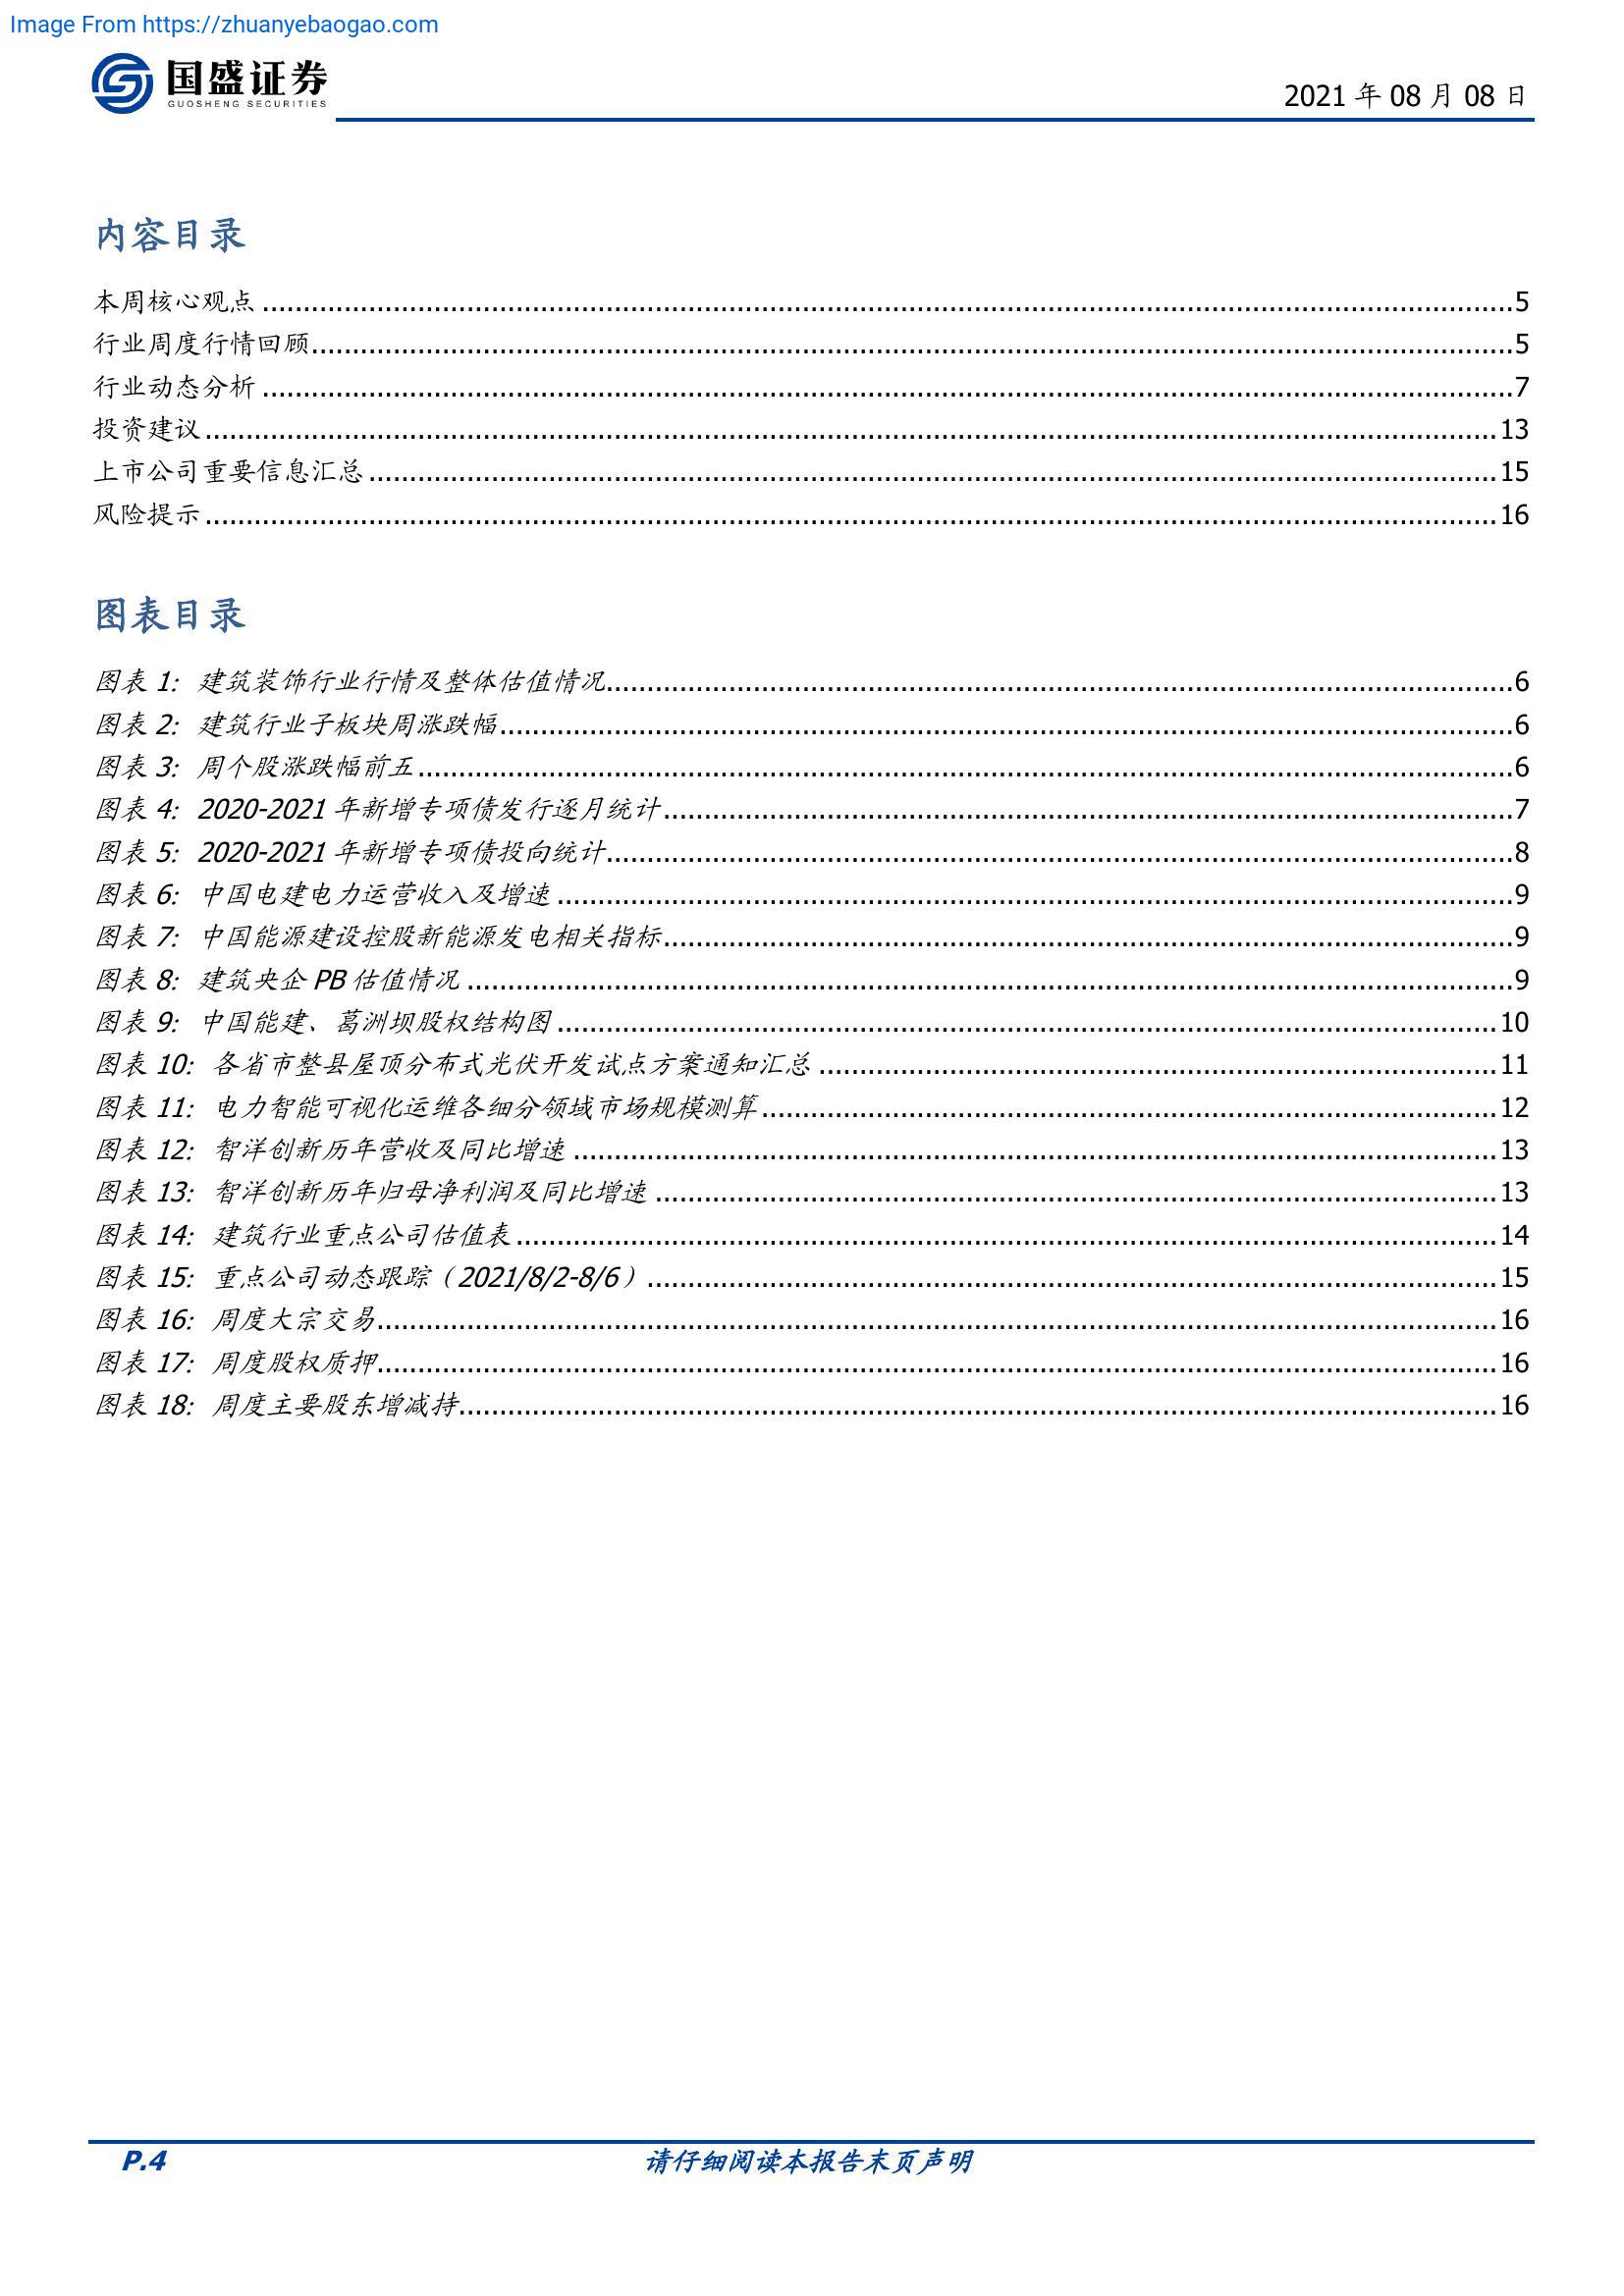 Image From https://zhuanyebaogao.com
国盛证券
GUOSHENG SECURITIES
2021 年 08 月 08 日
内容目录
本周核心观点 ........ 5
行业周度行情回顾 ........ 5
行业动态分析 ........ 7
投资建议 ........ 13
上市公司重要信息汇总 ........ 15
风险提示 ........ 16
图表目录
图表 1: 建筑装饰行业行情及整体估值情况 ........ 6
图表 2: 建筑行业子板块周涨跌幅 ........ 6
图表 3: 周个股涨跌幅前五 ........ 6
图表 4: 2020-2021 年新增专项债发行逐月统计 ........ 7
图表 5: 2020-2021 年新增专项债投向统计 ........ 8
图表 6: 中国电建电力运营收入及增速 ........ 9
图表 7: 中国能源建设控股新能源发电相关指标 ........ 9
图表 8: 建筑央企 PB 估值情况 ........ 9
图表 9: 中国能建、葛洲坝股权结构图 ........ 10
图表 10: 各省市整县屋顶分布式光伏开发试点方案通知汇总 ........ 11
图表 11: 电力智能可视化运维各细分领域市场规模测算 ........ 12
图表 12: 智洋创新历年营收及同比增速 ........ 13
图表 13: 智洋创新历年归母净利润及同比增速 ........ 13
图表 14: 建筑行业重点公司估值表 ........ 14
图表 15: 重点公司动态跟踪（2021/8/2-8/6） ........ 15
图表 16: 周度大宗交易 ........ 16
图表 17: 周度股权质押 ........ 16
图表 18: 周度主要股东增减持 ........ 16
P.4 请仔细阅读本报告末页声明